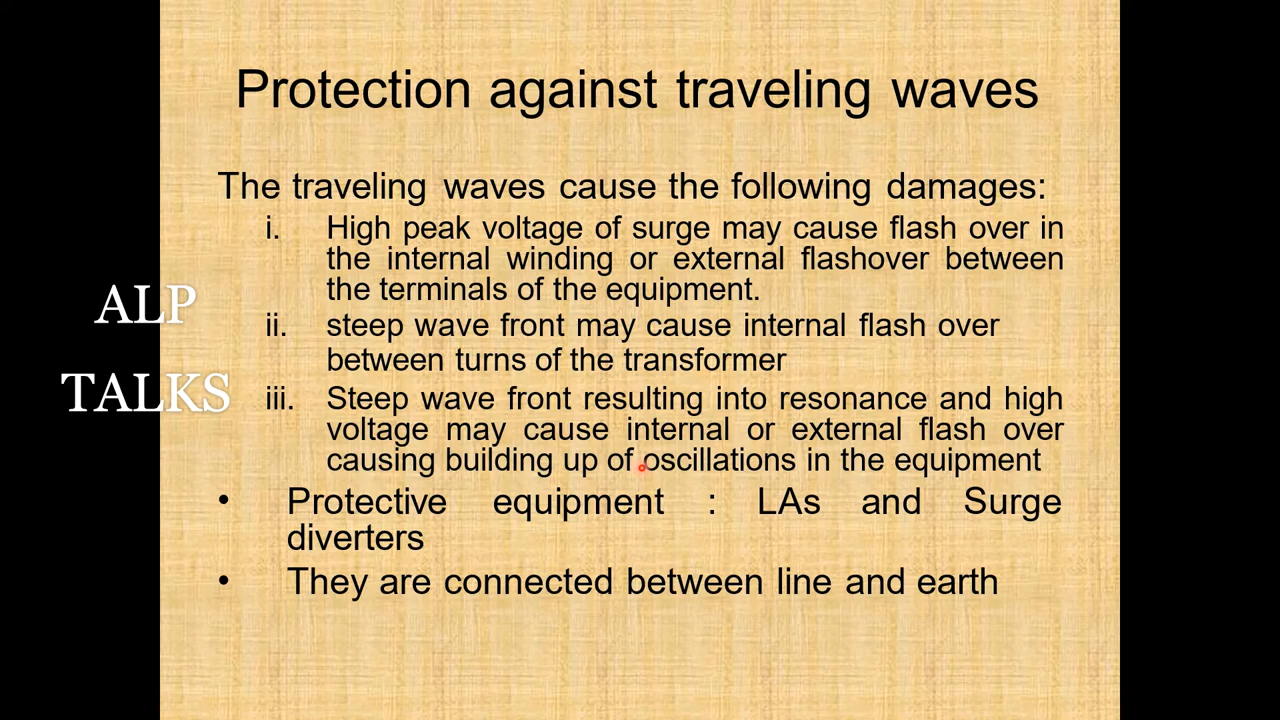 Protection against traveling waves
The traveling waves cause the following damages:
i. High peak voltage of surge may cause flash over in
the internal winding or external flashover between
the terminals of the equipment.
ii. steep wave front may cause internal flash over
between turns of the transformer
iii. Steep wave front resulting into resonance and high
voltage may cause internal or external flash over
causing building up of oscillations in the equipment
• Protective equipment : LAs and Surge
diverters
• They are connected between line and earth
ALP
TALKS